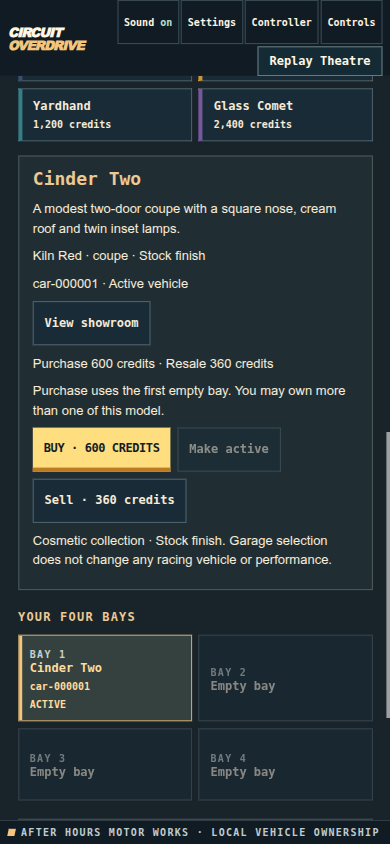 CIRCUIT
OVERDRIVE
Sound on
Settings
Controller
Controls
Replay Theatre
Yardhand
1,200 credits
Glass Comet
2,400 credits
Cinder Two
A modest two-door coupe with a square nose, cream
roof and twin inset lamps.
Kiln Red · coupe · Stock finish
car-000001 · Active vehicle
View showroom
Purchase 600 credits · Resale 360 credits
Purchase uses the first empty bay. You may own more
than one of this model.
BUY · 600 CREDITS
Make active
Sell · 360 credits
Cosmetic collection · Stock finish. Garage selection
does not change any racing vehicle or performance.
YOUR FOUR BAYS
BAY 1
Cinder Two
car-000001
ACTIVE
BAY 2
Empty bay
BAY 3
Empty bay
BAY 4
Empty bay
AFTER HOURS MOTOR WORKS · LOCAL VEHICLE OWNERSHIP